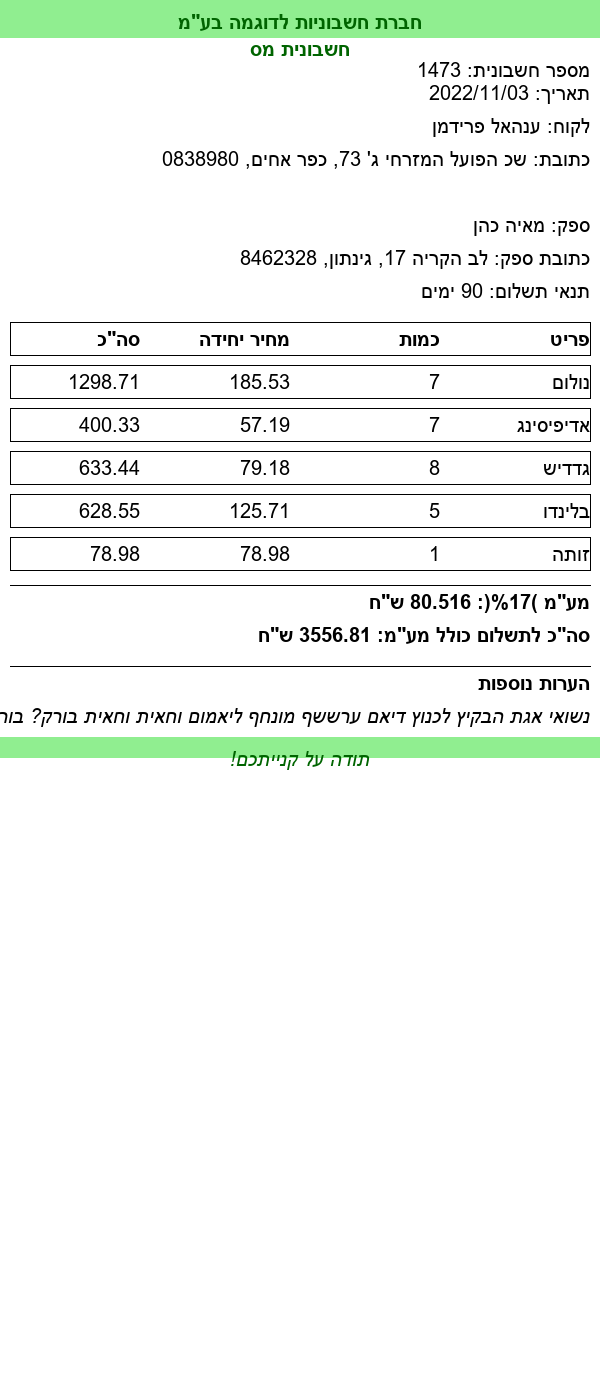 חברת חשבוניות לדוגמה בע"מ
חשבונית מס
מספר חשבונית: 1473
תאריך: 2022/11/03
לקוח: ענהאל פרידמן
כתובת: שכ הפועל המזרחי ג' 73, כפר אחים, 0838980
ספק: מאיה כהן
כתובת ספק: לב הקריה 17, גינתון, 8462328
תנאי תשלום: 90 ימים
פריט כמות מחיר יחידה סה"כ
נולום 7 185.53 1298.71
אדיפיסינג 7 57.19 400.33
גדדיש 8 79.18 633.44
בלינדו 5 125.71 628.55
זותה 1 78.98 78.98
מע"מ )17%(: 80.516 ש"ח
סה"כ לתשלום כולל מע"מ: 3556.81 ש"ח
הערות נוספות
נשואי אגת הבקיץ לכנוץ דיאם ערששף מונחף ליאמום וחאית וחאית בורק? בור
תודה על קנייתכם!